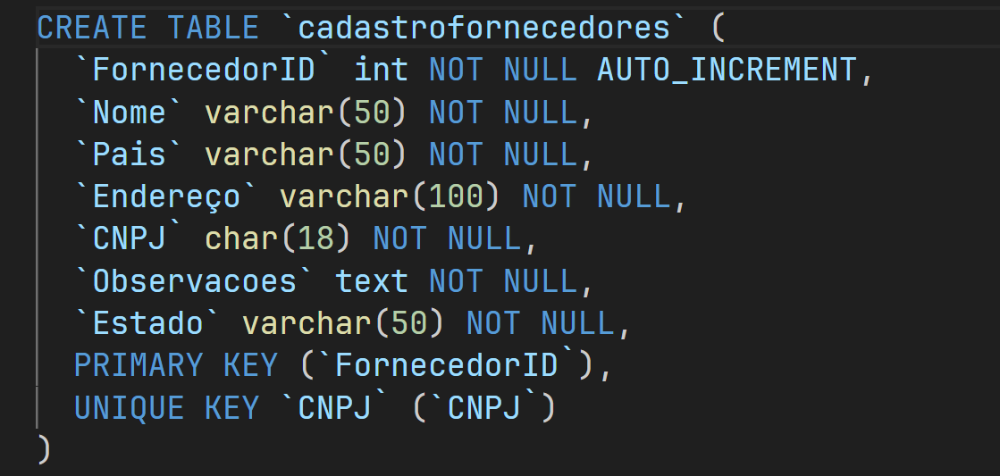 CREATE TABLE `cadastrofornecedores` (
`FornecedorID` int NOT NULL AUTO_INCREMENT,
`Nome` varchar(50) NOT NULL,
`Pais` varchar(50) NOT NULL,
`Endereço` varchar(100) NOT NULL,
`CNPJ` char(18) NOT NULL,
`Observacoes` text NOT NULL,
`Estado` varchar(50) NOT NULL,
PRIMARY KEY (`FornecedorID`),
UNIQUE KEY `CNPJ` (`CNPJ`)
)